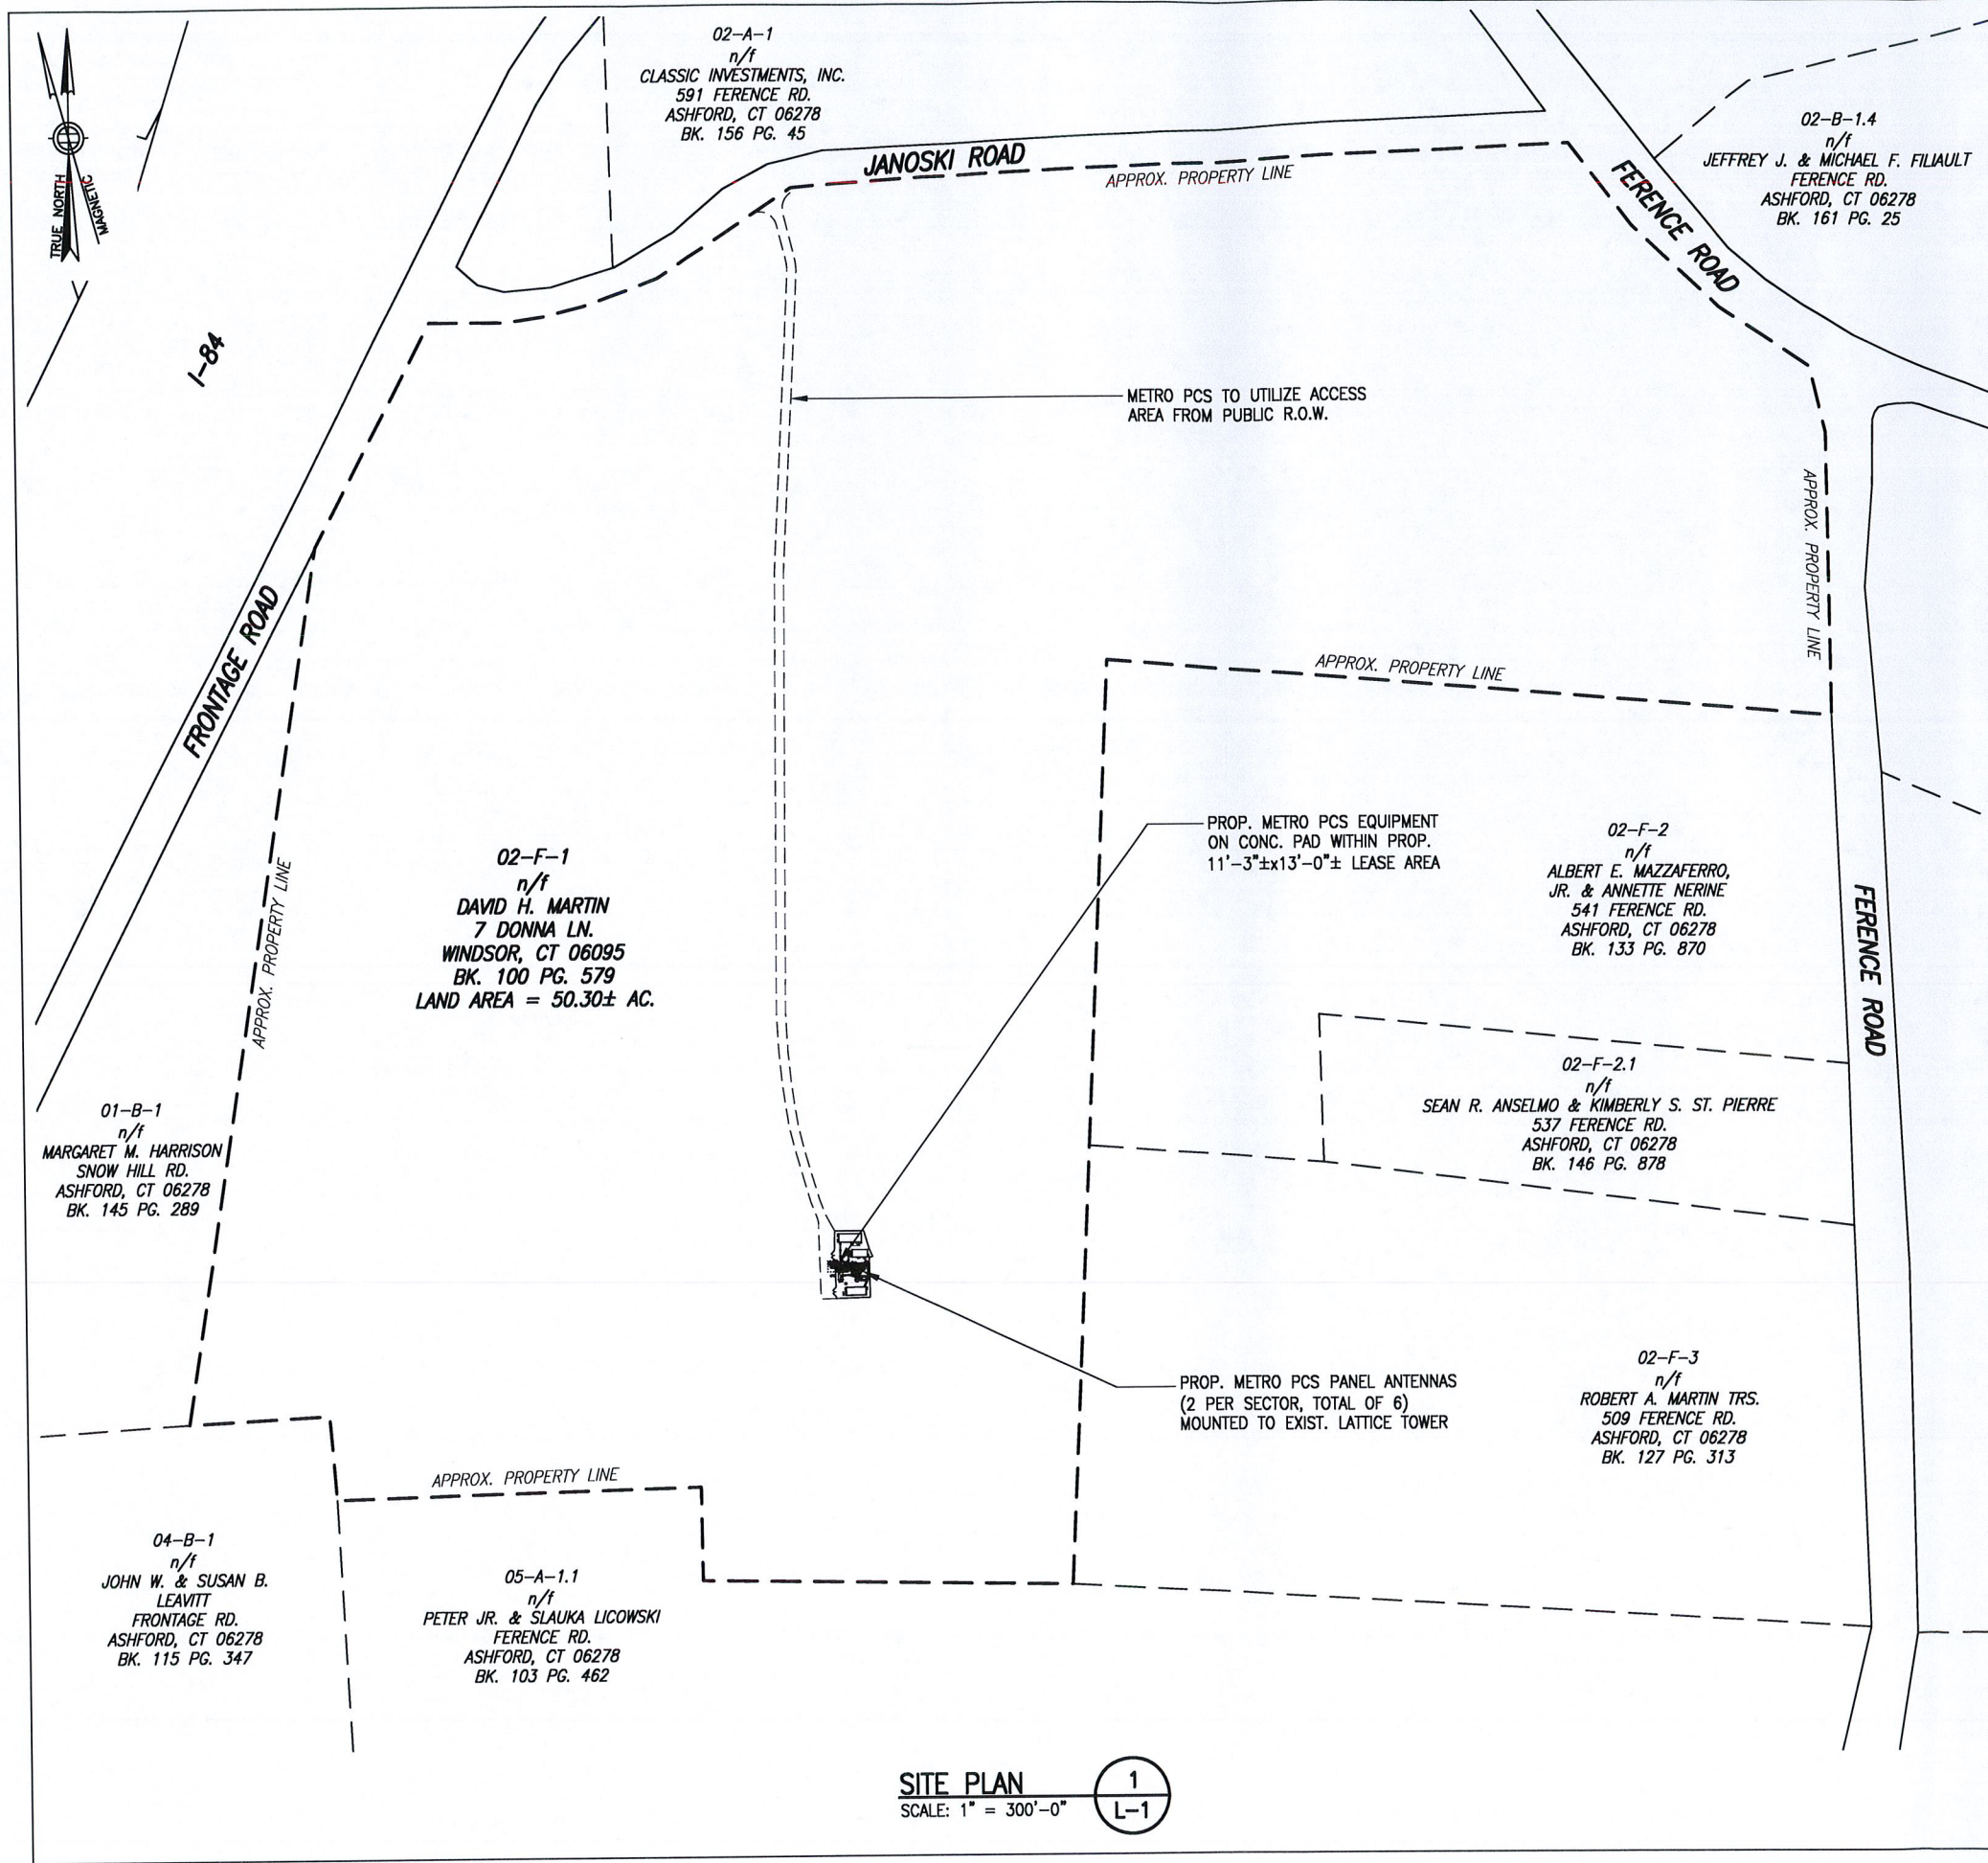 02-A-1
n/f
CLASSIC INVESTMENTS, INC.
591 FERENCE RD.
ASHFORD, CT 06278
BK. 156 PG. 45
02-B-1.4
n/f
JEFFREY J. & MICHAEL F. FILIAULT
FERENCE RD.
ASHFORD, CT 06278
BK. 161 PG. 25
TRUE NORTH
MAGNETIC
JANOSKI ROAD
APPROX. PROPERTY LINE
FERENCE ROAD
I-84
METRO PCS TO UTILIZE ACCESS
AREA FROM PUBLIC R.O.W.
APPROX. PROPERTY LINE
FRONTAGE ROAD
APPROX. PROPERTY LINE
PROP. METRO PCS EQUIPMENT
ON CONC. PAD WITHIN PROP.
11'-3"±x13'-0"± LEASE AREA
02-F-2
n/f
ALBERT E. MAZZAFERRO,
JR. & ANNETTE NERINE
541 FERENCE RD.
ASHFORD, CT 06278
BK. 133 PG. 870
02-F-1
n/f
DAVID H. MARTIN
7 DONNA LN.
WINDSOR, CT 06095
BK. 100 PG. 579
LAND AREA = 50.30± AC.
APPROX. PROPERTY LINE
FERENCE ROAD
02-F-2.1
n/f
SEAN R. ANSELMO & KIMBERLY S. ST. PIERRE
537 FERENCE RD.
ASHFORD, CT 06278
BK. 146 PG. 878
01-B-1
n/f
MARGARET M. HARRISON
SNOW HILL RD.
ASHFORD, CT 06278
BK. 145 PG. 289
PROP. METRO PCS PANEL ANTENNAS
(2 PER SECTOR, TOTAL OF 6)
MOUNTED TO EXIST. LATTICE TOWER
02-F-3
n/f
ROBERT A. MARTIN TRS.
509 FERENCE RD.
ASHFORD, CT 06278
BK. 127 PG. 313
APPROX. PROPERTY LINE
04-B-1
n/f
JOHN W. & SUSAN B.
LEAVITT
FRONTAGE RD.
ASHFORD, CT 06278
BK. 115 PG. 347
05-A-1.1
n/f
PETER JR. & SLAUKA LICOWSKI
FERENCE RD.
ASHFORD, CT 06278
BK. 103 PG. 462
SITE PLAN
SCALE: 1" = 300'-0"
1
L-1